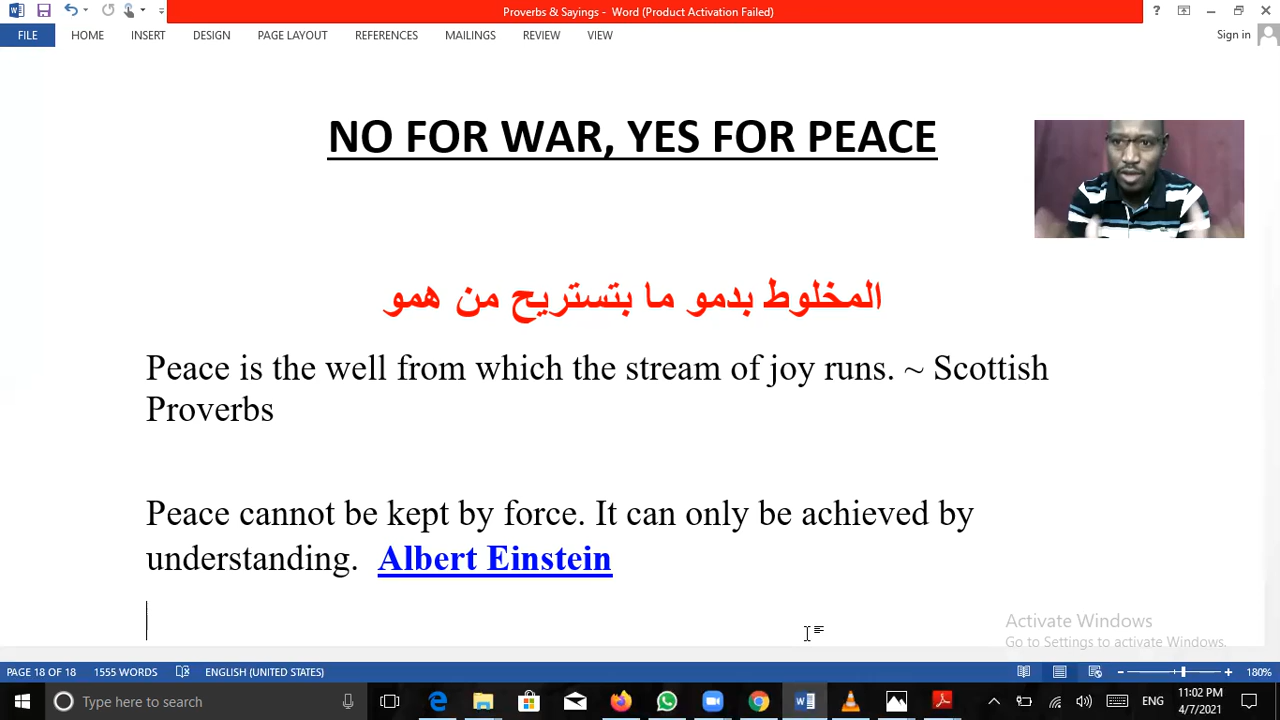 Proverbs & Sayings - Word (Product Activation Failed)
?
FILE HOME INSERT DESIGN PAGE LAYOUT REFERENCES MAILINGS REVIEW VIEW
Sign in
NO FOR WAR, YES FOR PEACE
المخلوط بدمو ما بتستريح من همو
Peace is the well from which the stream of joy runs. ~ Scottish
Proverbs
Peace cannot be kept by force. It can only be achieved by
understanding. Albert Einstein
Activate Windows
Go to Settings to activate Windows.
PAGE 18 OF 18 1555 WORDS ENGLISH (UNITED STATES)
180%
Type here to search
ENG
11:02 PM
4/7/2021